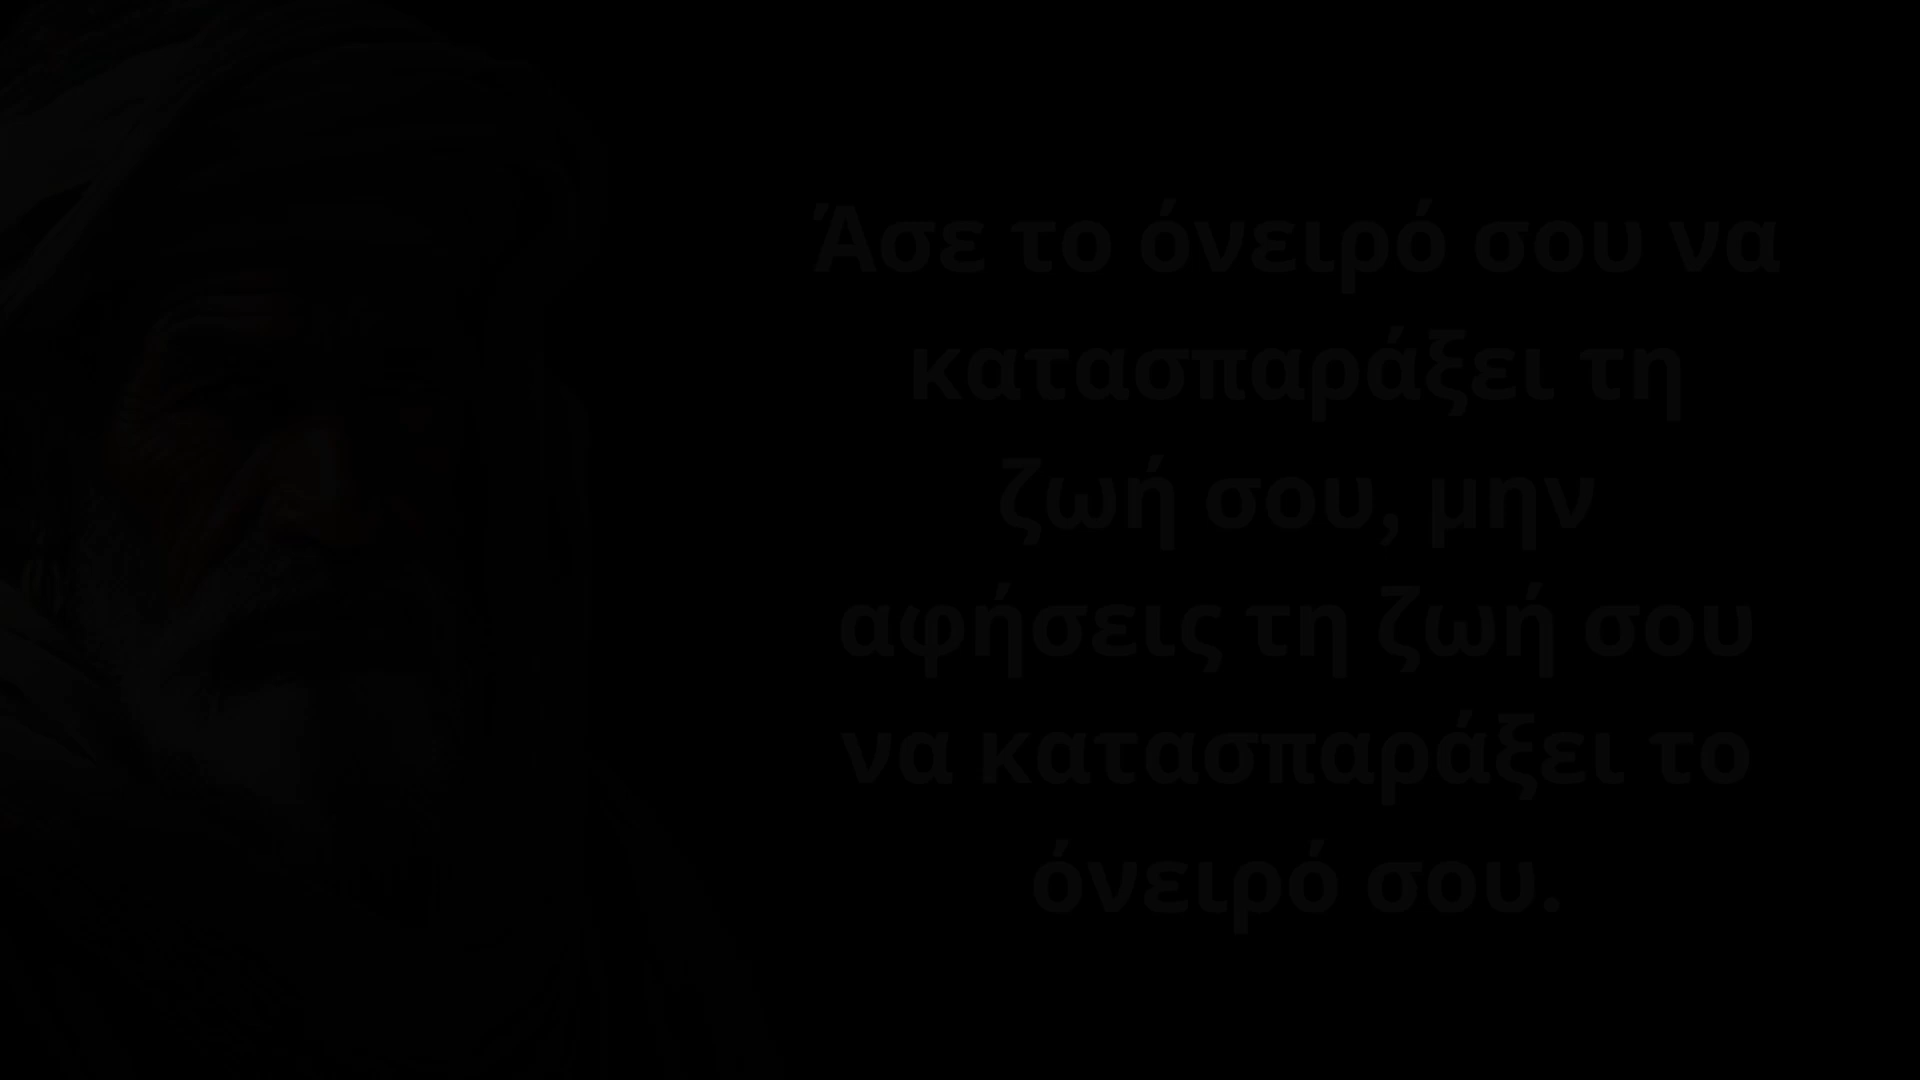 Άσε το όνειρό σου να
κατασπαράξει τη
ζωή σου, μην
αφήσεις τη ζωή σου
να κατασπαράξει το
όνειρό σου.